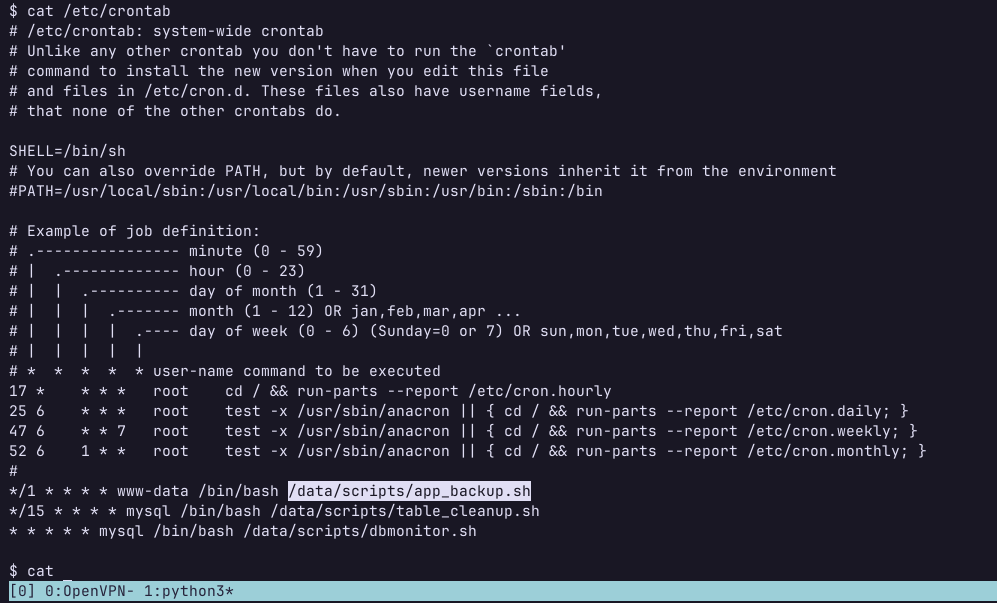 $ cat /etc/crontab
# /etc/crontab: system-wide crontab
# Unlike any other crontab you don't have to run the `crontab'
# command to install the new version when you edit this file
# and files in /etc/cron.d. These files also have username fields,
# that none of the other crontabs do.

SHELL=/bin/sh
# You can also override PATH, but by default, newer versions inherit it from the environment
#PATH=/usr/local/sbin:/usr/local/bin:/usr/sbin:/usr/bin:/sbin:/bin

# Example of job definition:
# .---------------- minute (0 - 59)
# |  .------------- hour (0 - 23)
# |  |  .---------- day of month (1 - 31)
# |  |  |  .------- month (1 - 12) OR jan,feb,mar,apr ...
# |  |  |  |  .---- day of week (0 - 6) (Sunday=0 or 7) OR sun,mon,tue,wed,thu,fri,sat
# |  |  |  |  |
# *  *  *  *  * user-name command to be executed
17 *    * * *   root    cd / && run-parts --report /etc/cron.hourly
25 6    * * *   root    test -x /usr/sbin/anacron || { cd / && run-parts --report /etc/cron.daily; }
47 6    * * 7   root    test -x /usr/sbin/anacron || { cd / && run-parts --report /etc/cron.weekly; }
52 6    1 * *   root    test -x /usr/sbin/anacron || { cd / && run-parts --report /etc/cron.monthly; }
#
*/1 * * * * www-data /bin/bash /data/scripts/app_backup.sh
*/15 * * * * mysql /bin/bash /data/scripts/table_cleanup.sh
* * * * * mysql /bin/bash /data/scripts/dbmonitor.sh

$ cat _
[0] 0:OpenVPN- 1:python3*